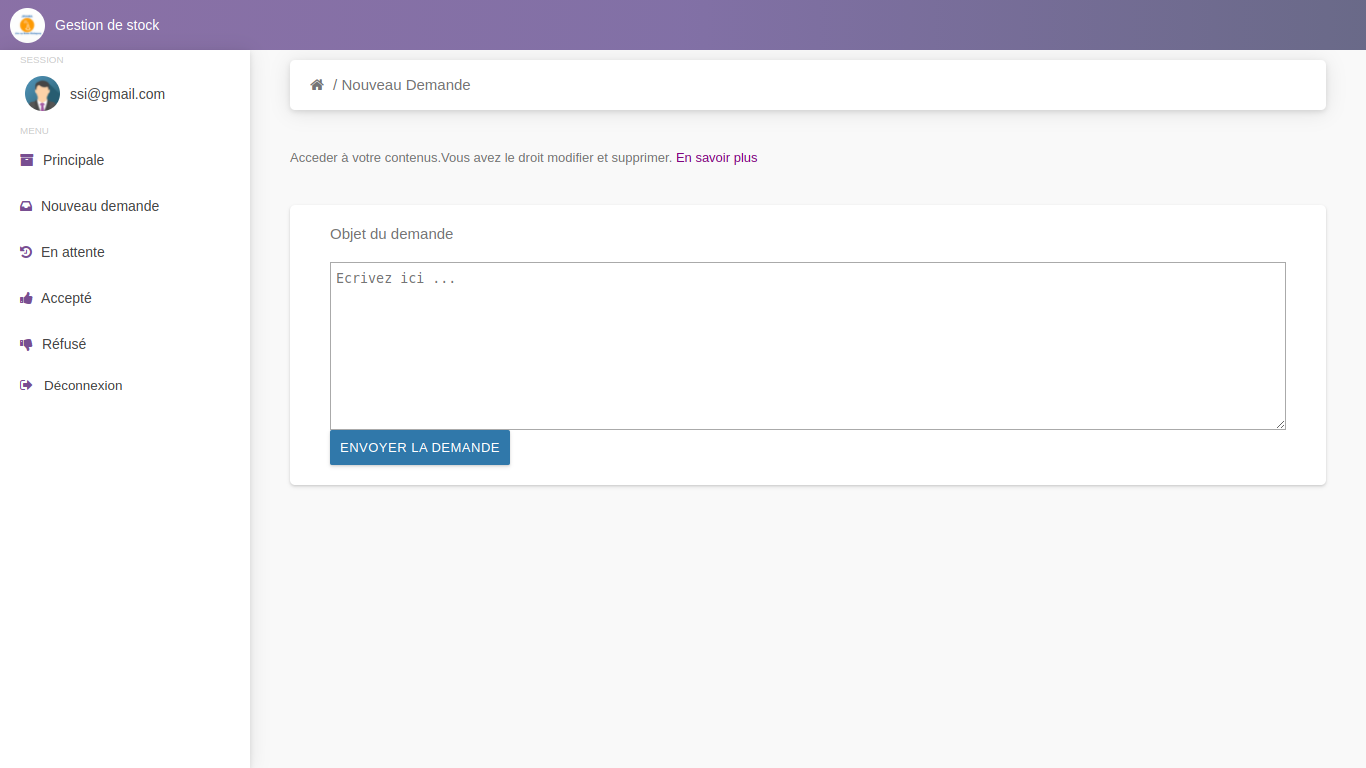 Gestion de stock
SESSION
ssi@gmail.com
MENU
Principale
Nouveau demande
En attente
Accepté
Réfusé
Déconnexion
/ Nouveau Demande
Acceder à votre contenus.Vous avez le droit modifier et supprimer. En savoir plus
Objet du demande
Ecrivez ici ...
ENVOYER LA DEMANDE